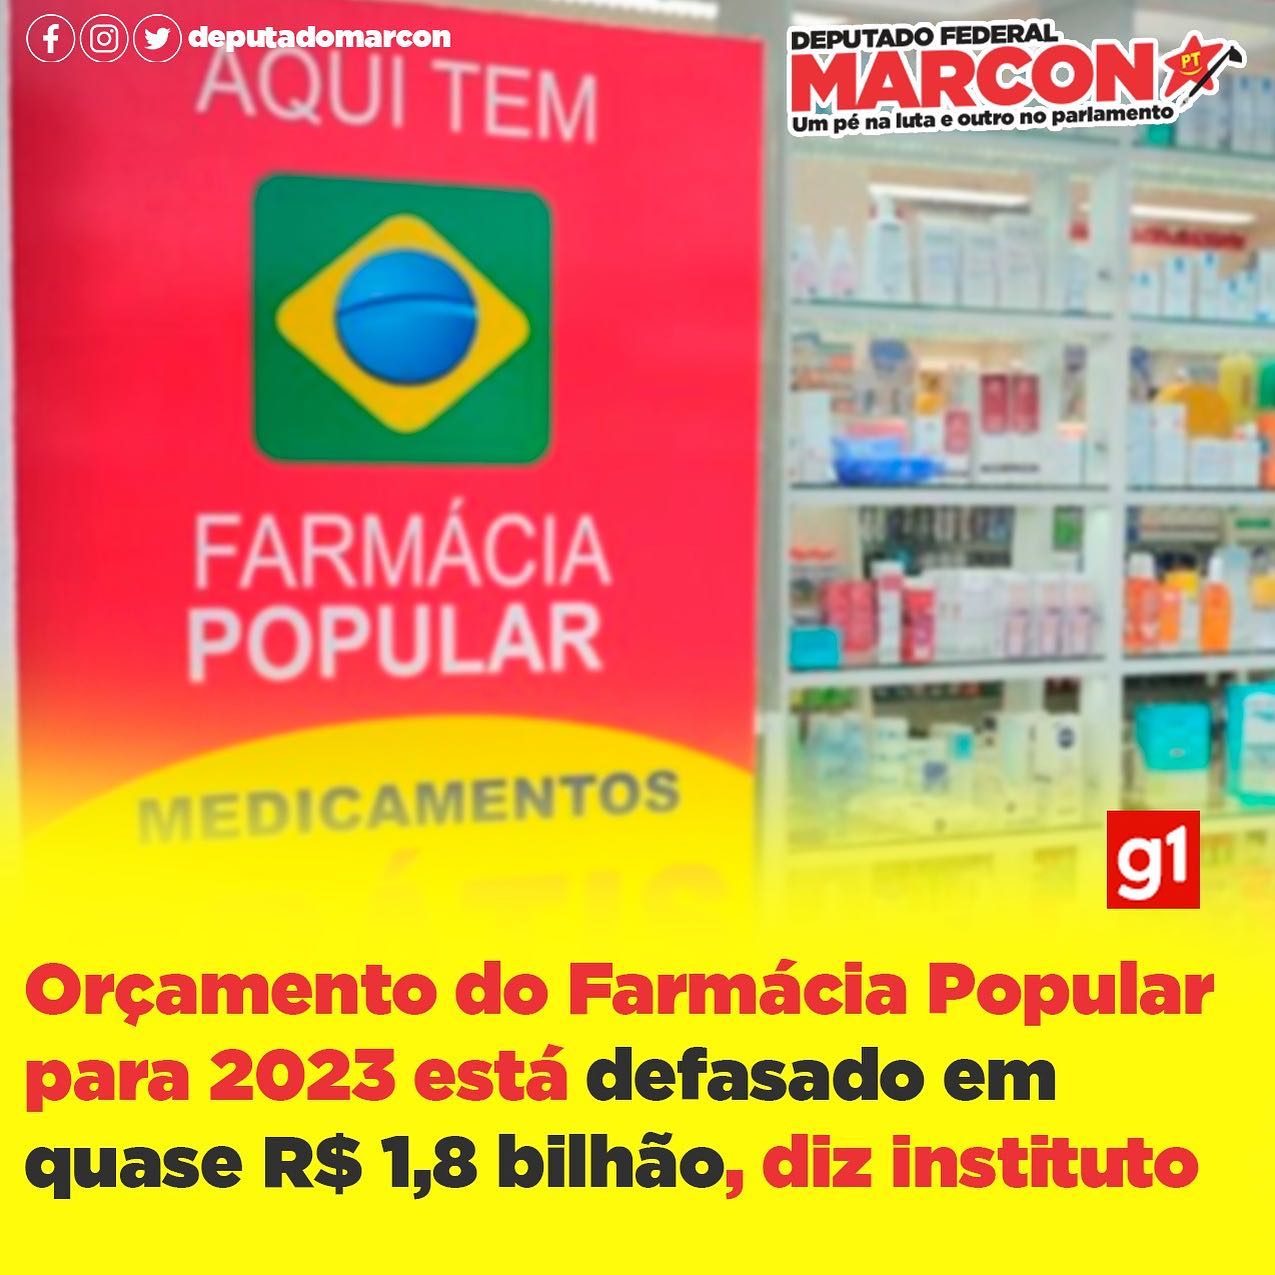 deputadomarcon
DEPUTADO FEDERAL
MARCON
PT
Um pé na luta e outro no parlamento
AQUI TEM
FARMÁCIA
POPULAR
MEDICAMENTOS
g1
Orçamento do Farmácia Popular
para 2023 está defasado em
quase R$ 1,8 bilhão, diz instituto